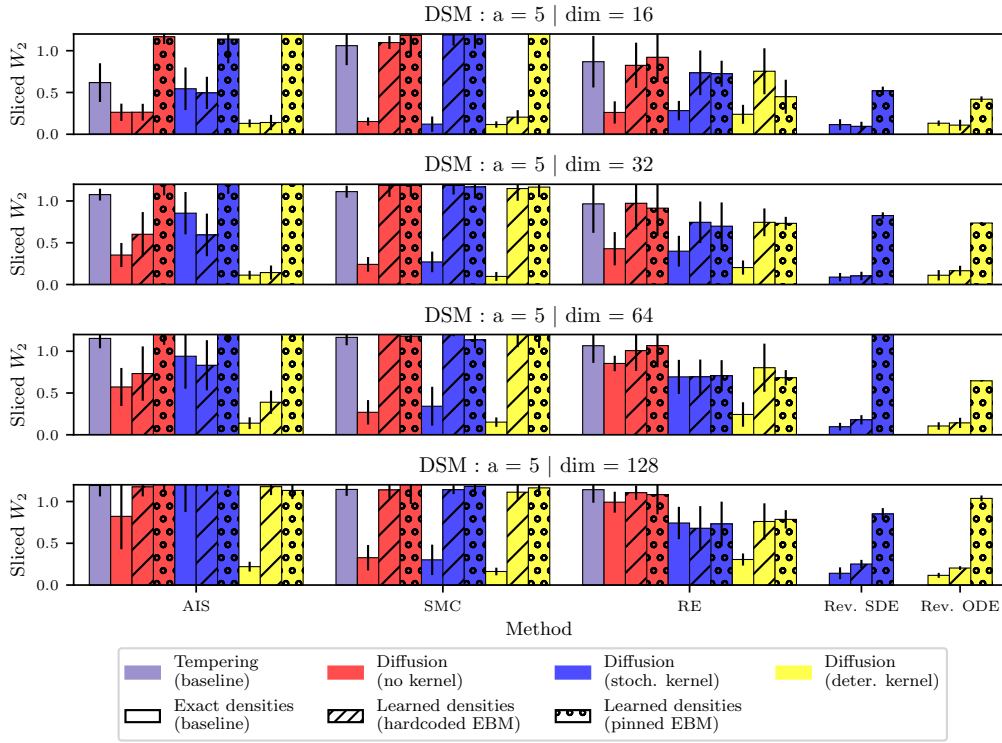 DSM : a = 5 | dim = 16
Sliced W₂
1.0
0.5
0.0
DSM : a = 5 | dim = 32
Sliced W₂
1.0
0.5
0.0
DSM : a = 5 | dim = 64
Sliced W₂
1.0
0.5
0.0
DSM : a = 5 | dim = 128
Sliced W₂
1.0
0.5
0.0
AIS SMC RE Rev. SDE Rev. ODE
Method
Tempering
(baseline)
Diffusion
(no kernel)
Diffusion
(stoch. kernel)
Diffusion
(deter. kernel)
Exact densities
(baseline)
Learned densities
(hardcoded EBM)
Learned densities
(pinned EBM)